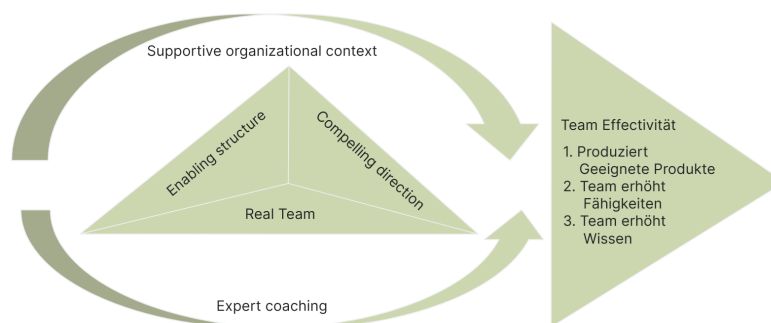 Supportive organizational context
Enabling structure
Compelling direction
Real Team
Expert coaching
Team Effectivität
1. Produziert
Geeignete Produkte
2. Team erhöht
Fähigkeiten
3. Team erhöht
Wissen